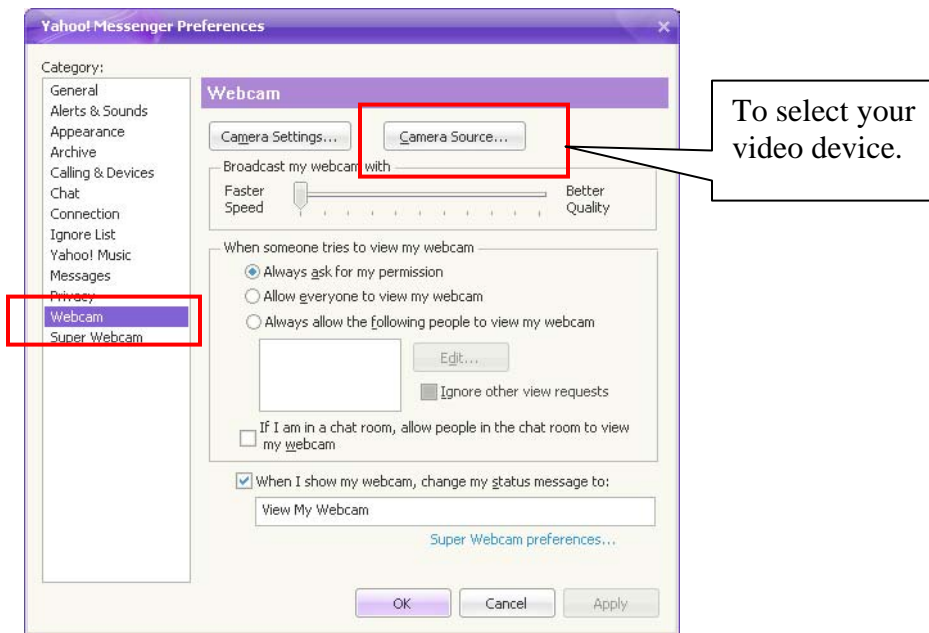 Yahoo! Messenger Preferences
Category:
General
Alerts & Sounds
Appearance
Archive
Calling & Devices
Chat
Connection
Ignore List
Yahoo! Music
Messages
Privacy
Webcam
Super Webcam
Webcam
Camera Settings... Camera Source...
Broadcast my webcam with
Faster Speed
Better Quality
When someone tries to view my webcam
Always ask for my permission
Allow everyone to view my webcam
Always allow the following people to view my webcam
Edit...
Ignore other view requests
If I am in a chat room, allow people in the chat room to view
my webcam
When I show my webcam, change my status message to:
View My Webcam
Super Webcam preferences...
OK Cancel Apply
To select your
video device.